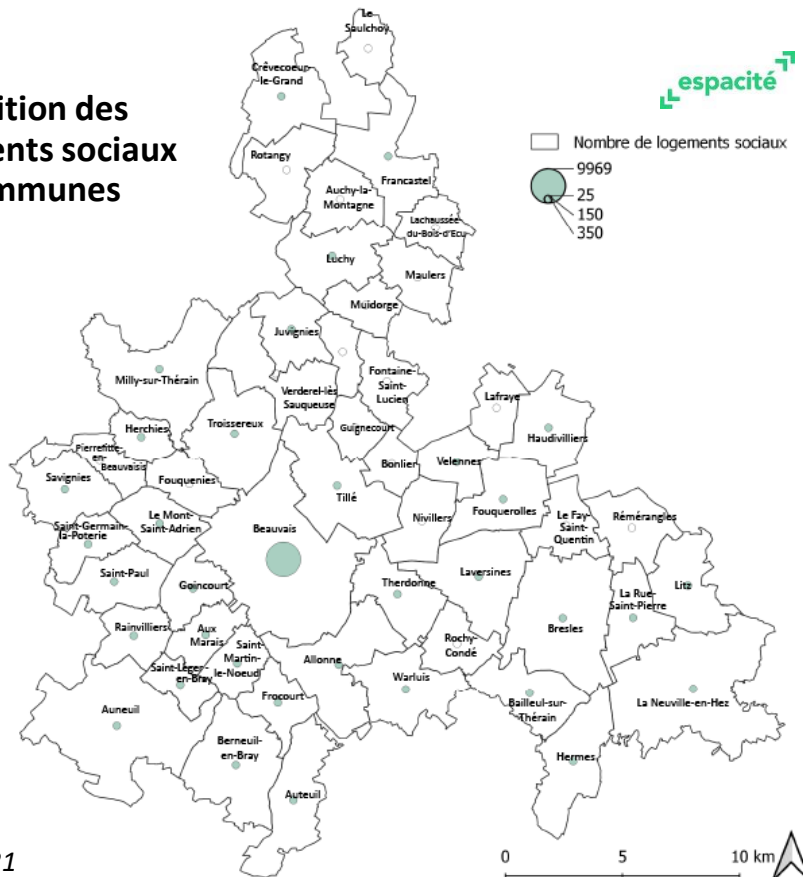 ition des
ents sociaux
ommunes
espacité
Nombre de logements sociaux
9969
25
150
350
Le
Saulchoy
Crêvecoeur-
le-Grand
Rotangy
Francastel
Auchy-la-
Montagne
Lachaussée
du-Bois-d'Ecu
Luchy
Maulers
Muidorge
Juvignies
Milly-sur-Thérain
Fontaine-
Saint-
Lucien
Verderel-lès
Sauqueuse
Lafraye
Troissereux
Guignecourt
Herchies
Haudivilliers
Pierrefitte-
en-
Beauvaisis
Bonlier
Velennes
Savignies
Fouquenies
Tillé
Fouquerolles
Nivillers
Le Fay-
Saint-
Quentin
Rémérangles
Le Mont-
Saint-Adrien
Saint-Germain-
la-Poterie
Beauvais
Saint-Paul
Goincourt
Therdonne
Laversines
Litz
La Rue-
Saint-Pierre
Rainvilliers
Aux
Marais
Bresles
Saint-
Martin-
le-Noeud
Rochy-
Condé
Allonne
Saint-Léger-
en-Bray
Warluis
Frocourt
Bailleul-sur-
Thérain
La Neuville-en-Hez
Auneuil
Berneuil-
en-Bray
Hermes
Auteuil
21
0 5 10 km